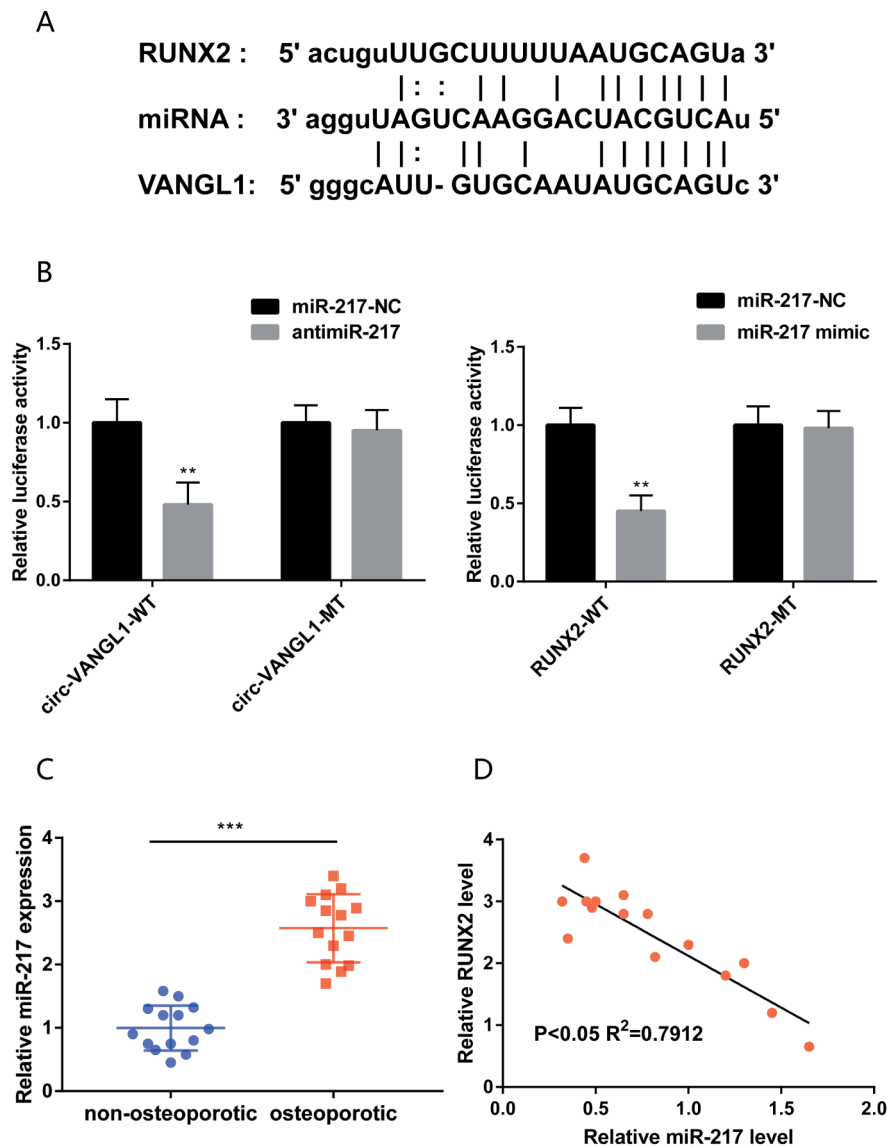 A
RUNX2 : 5' acuguUUGCUUUUUAAUGCAGUa 3'
| : : | | | | | | | | | |
miRNA : 3' agguUAGUCAAGGACUACGUCAu 5'
| | : | | | | | | | | | |
VANGL1: 5' gggcAUU- GUGCAAUAUGCAGUc 3'
B
miR-217-NC
antimiR-217
Relative luciferase activity
1.5
1.0
0.5
0.0
**
circ-VANGL1-WT
circ-VANGL1-MT
miR-217-NC
miR-217 mimic
Relative luciferase activity
1.5
1.0
0.5
0.0
**
RUNX2-WT
RUNX2-MT
C
Relative miR-217 expression
4
3
2
1
0
***
non-osteoporotic osteoporotic
D
Relative RUNX2 level
4
3
2
1
0
P<0.05 R²=0.7912
0.0 0.5 1.0 1.5 2.0
Relative miR-217 level